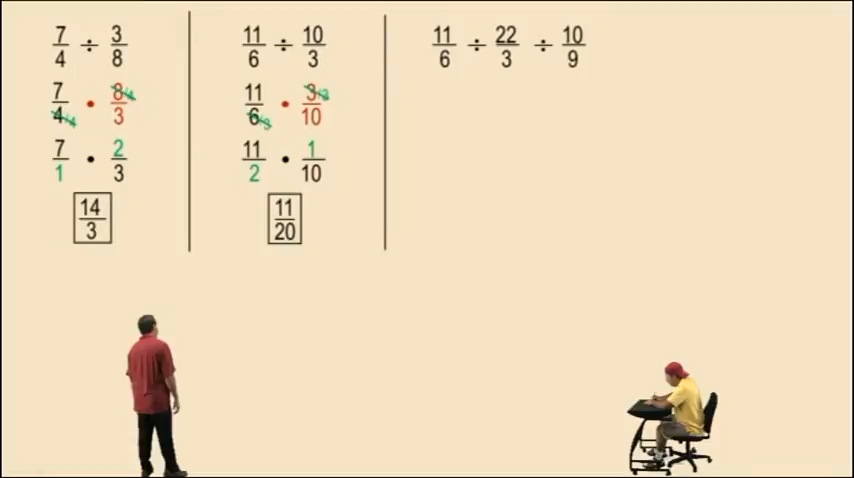 7/4 ÷ 3/8
7/4 • 8/3
7/1 • 2/3
14/3
11/6 ÷ 10/3
11/6 • 3/10
11/2 • 1/10
11/20
11/6 ÷ 22/3 ÷ 10/9